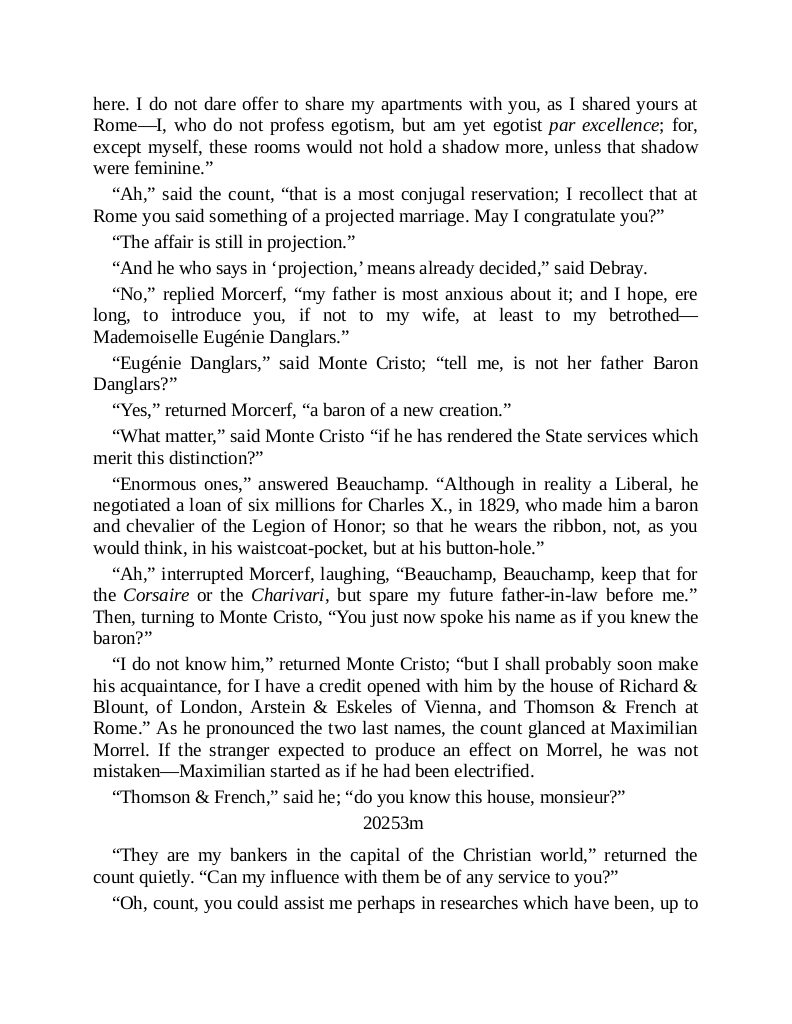 here. I do not dare offer to share my apartments with you, as I shared yours at
Rome—I, who do not profess egotism, but am yet egotist par excellence; for,
except myself, these rooms would not hold a shadow more, unless that shadow
were feminine.”
“Ah,” said the count, “that is a most conjugal reservation; I recollect that at
Rome you said something of a projected marriage. May I congratulate you?”
“The affair is still in projection.”
“And he who says in ‘projection,’ means already decided,” said Debray.
“No,” replied Morcerf, “my father is most anxious about it; and I hope, ere
long, to introduce you, if not to my wife, at least to my betrothed—
Mademoiselle Eugénie Danglars.”
“Eugénie Danglars,” said Monte Cristo; “tell me, is not her father Baron
Danglars?”
“Yes,” returned Morcerf, “a baron of a new creation.”
“What matter,” said Monte Cristo “if he has rendered the State services which
merit this distinction?”
“Enormous ones,” answered Beauchamp. “Although in reality a Liberal, he
negotiated a loan of six millions for Charles X., in 1829, who made him a baron
and chevalier of the Legion of Honor; so that he wears the ribbon, not, as you
would think, in his waistcoat-pocket, but at his button-hole.”
“Ah,” interrupted Morcerf, laughing, “Beauchamp, Beauchamp, keep that for
the Corsaire or the Charivari, but spare my future father-in-law before me.”
Then, turning to Monte Cristo, “You just now spoke his name as if you knew the
baron?”
“I do not know him,” returned Monte Cristo; “but I shall probably soon make
his acquaintance, for I have a credit opened with him by the house of Richard &
Blount, of London, Arstein & Eskeles of Vienna, and Thomson & French at
Rome.” As he pronounced the two last names, the count glanced at Maximilian
Morrel. If the stranger expected to produce an effect on Morrel, he was not
mistaken—Maximilian started as if he had been electrified.
“Thomson & French,” said he; “do you know this house, monsieur?”
20253m
“They are my bankers in the capital of the Christian world,” returned the
count quietly. “Can my influence with them be of any service to you?”
“Oh, count, you could assist me perhaps in researches which have been, up to